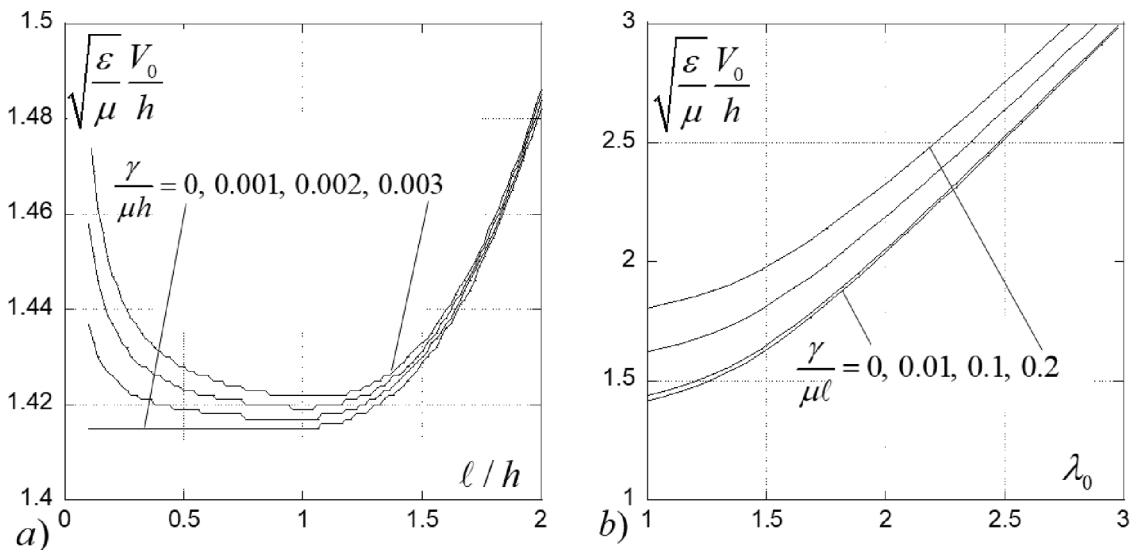 1.5
1.48
1.46
1.44
1.42
1.4
√(ε/μ) V₀/h
γ/μh = 0, 0.001, 0.002, 0.003
ℓ / h
0 0.5 1 1.5 2
a)
3
2.5
2
1.5
1
√(ε/μ) V₀/h
γ/μℓ = 0, 0.01, 0.1, 0.2
λ₀
1 1.5 2 2.5 3
b)